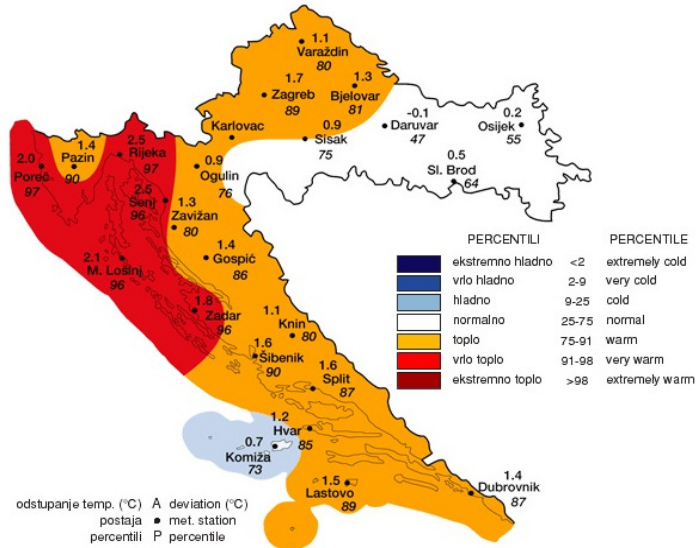 1.1
Varaždin
80
1.7
Zagreb
89
1.3
Bjelovar
81
Karlovac
0.9
Sisak
75
-0.1
Daruvar
47
0.2
Osijek
55
0.5
Sl. Brod
64
2.0
Poreč
97
1.4
Pazin
90
2.5
Rijeka
97
0.9
Ogulin
76
2.5
Senj
96
1.3
Zavižan
80
1.4
Gospić
86
2.1
M. Lošinj
96
1.8
Zadar
96
1.1
Knin 80
1.6
Šibenik
90
1.6
Split
87
1.2
Hvar
85
0.7
Komiža
73
1.5
Lastovo
89
1.4
Dubrovnik
87
PERCENTILI PERCENTILE
ekstremno hladno <2 extremely cold
vrlo hladno 2-9 very cold
hladno 9-25 cold
normalno 25-75 normal
toplo 75-91 warm
vrlo toplo 91-98 very warm
ekstremno toplo >98 extremely warm
odstupanje temp. (°C) A deviation (°C)
postaja ● met. station
percentili P percentile